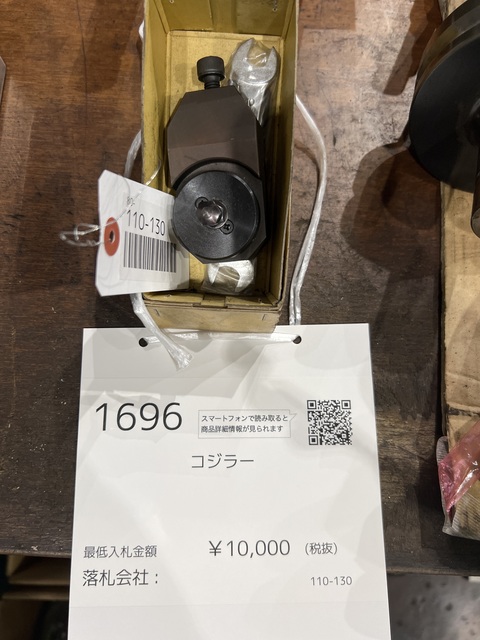 110-130
1696
スマートフォンで読み取ると
商品詳細情報が見られます
コジラー
最低入札金額 ￥10,000 (税抜)
落札会社：
110-130